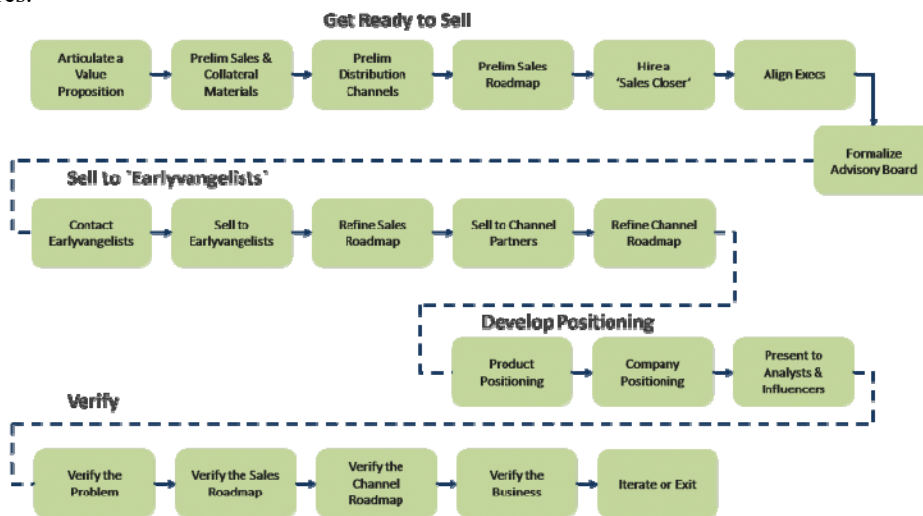 Get Ready to Sell
Articulate a
Value
Proposition
Prelim Sales &
Collateral
Materials
Prelim
Distribution
Channels
Prelim Sales
Roadmap
Hire a
'Sales Closer'
Align Execs
Formalize
Advisory Board
Sell to 'Earlyvangelists'
Contact
Earlyvangelists
Sell to
Earlyvangelists
Refine Sales
Roadmap
Sell to Channel
Partners
Refine Channel
Roadmap
Develop Positioning
Product
Positioning
Company
Positioning
Present to
Analysts &
Influencers
Verify
Verify the
Problem
Verify the Sales
Roadmap
Verify the
Channel
Roadmap
Verify the
Business
Iterate or Exit